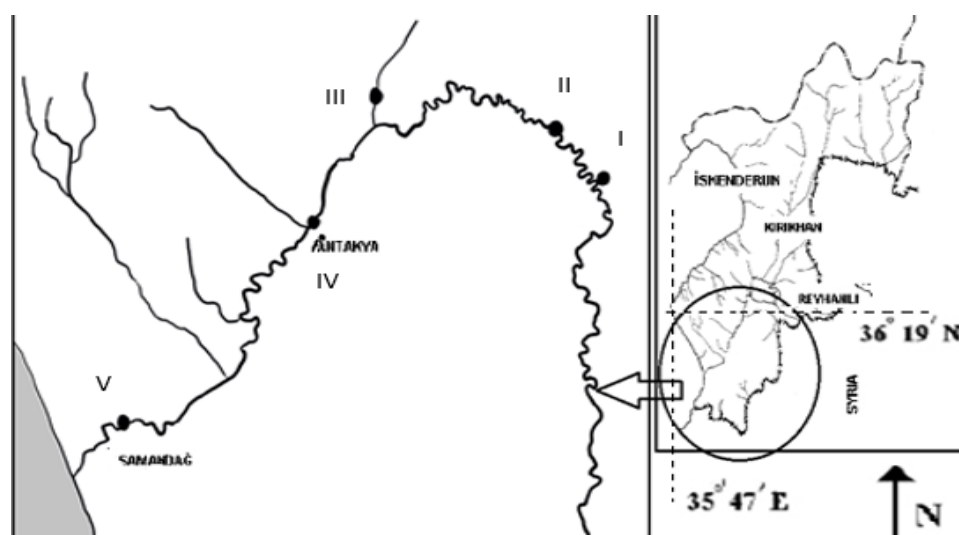 II
III
I
ANTAKYA
IV
V
SAMANDAĞ
İSKENDERUN
KIRIKHAN
REYHANLI
36° 19' N
SYRIA
35° 47' E
N